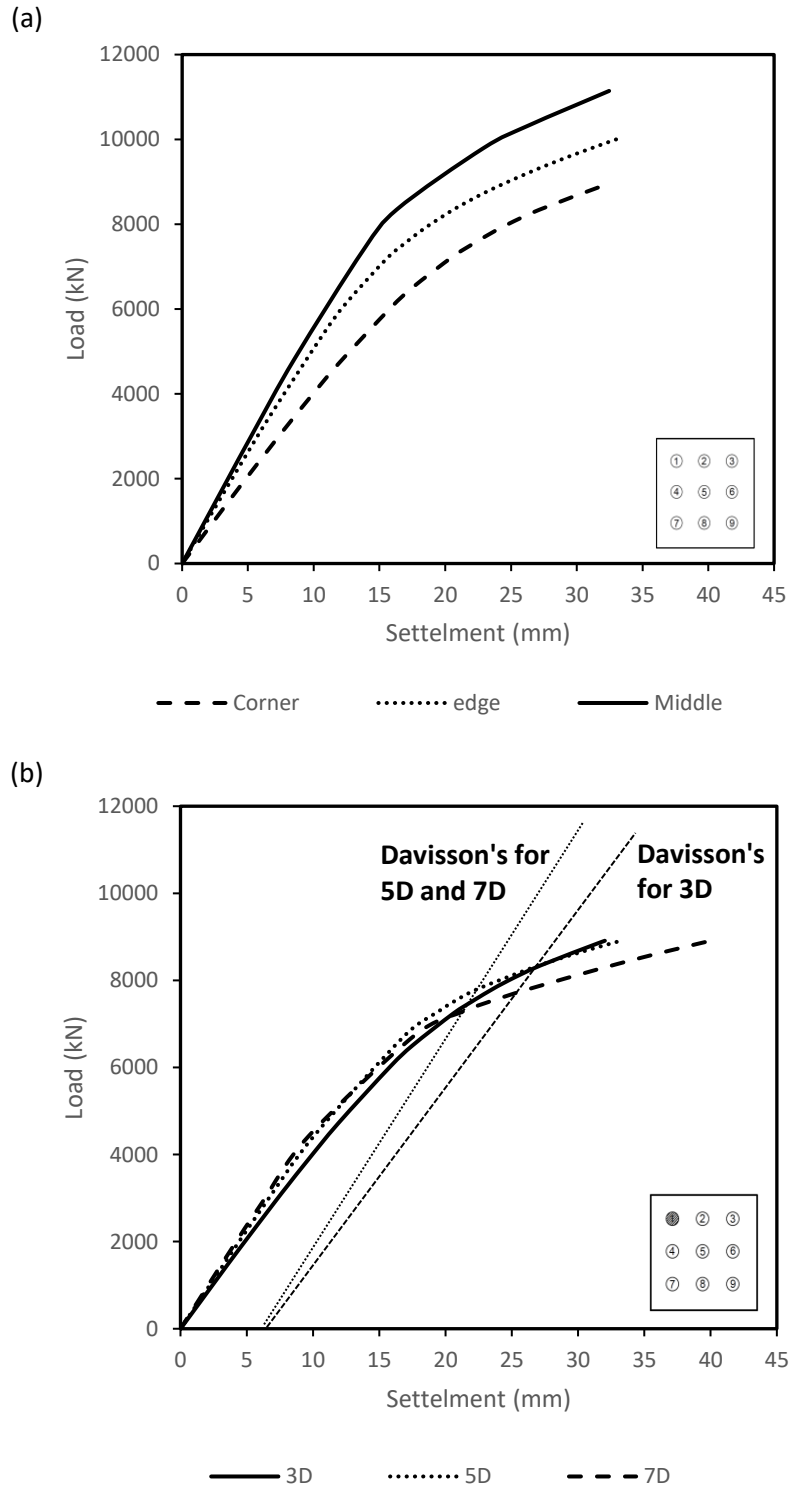 (a)
12000
10000
8000
6000
4000
2000
0
Load (kN)
0 5 10 15 20 25 30 35 40 45
Settelment (mm)
① ② ③
④ ⑤ ⑥
⑦ ⑧ ⑨
Corner edge Middle
(b)
12000
10000
8000
6000
4000
2000
0
Load (kN)
Davisson's for
5D and 7D
Davisson's
for 3D
0 5 10 15 20 25 30 35 40 45
Settelment (mm)
② ③
④ ⑤ ⑥
⑦ ⑧ ⑨
3D 5D 7D